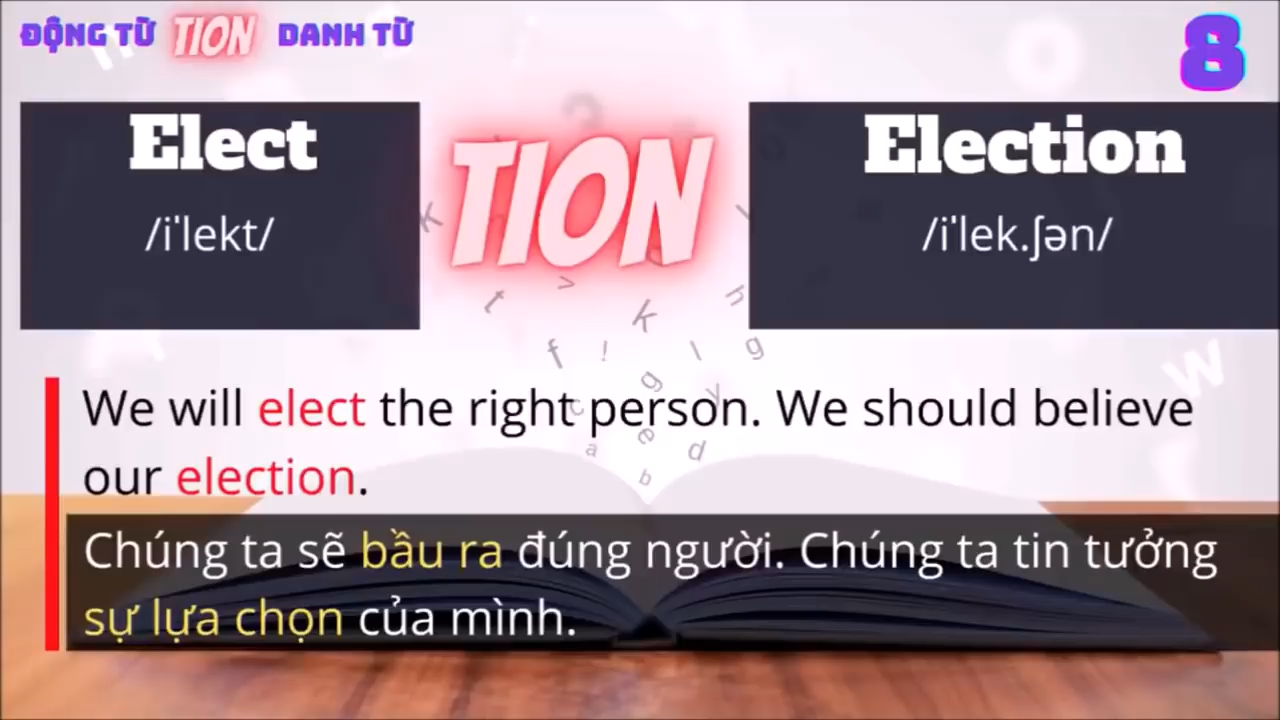 ĐỘNG TỪ TION DANH TỪ
8
Elect
/iˈlekt/
TION
Election
/iˈlek.ʃən/
We will elect the right person. We should believe
our election.
Chúng ta sẽ bầu ra đúng người. Chúng ta tin tưởng
sự lựa chọn của mình.